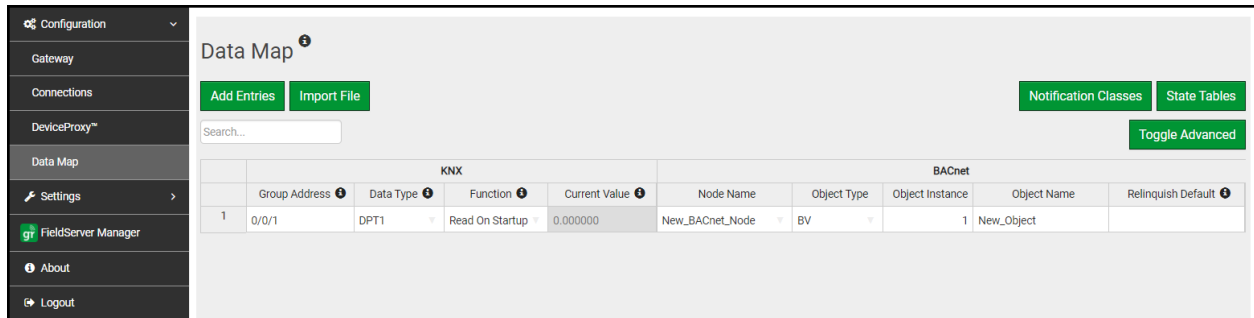 Configuration
Gateway
Connections
DeviceProxy™
Data Map
Settings
gt FieldServer Manager
About
Logout
Data Map
Add Entries Import File Notification Classes State Tables
Search... Toggle Advanced
KNX BACnet
Group Address Data Type Function Current Value Node Name Object Type Object Instance Object Name Relinquish Default
1 0/0/1 DPT1 Read On Startup 0.000000 New_BACnet_Node BV 1 New_Object